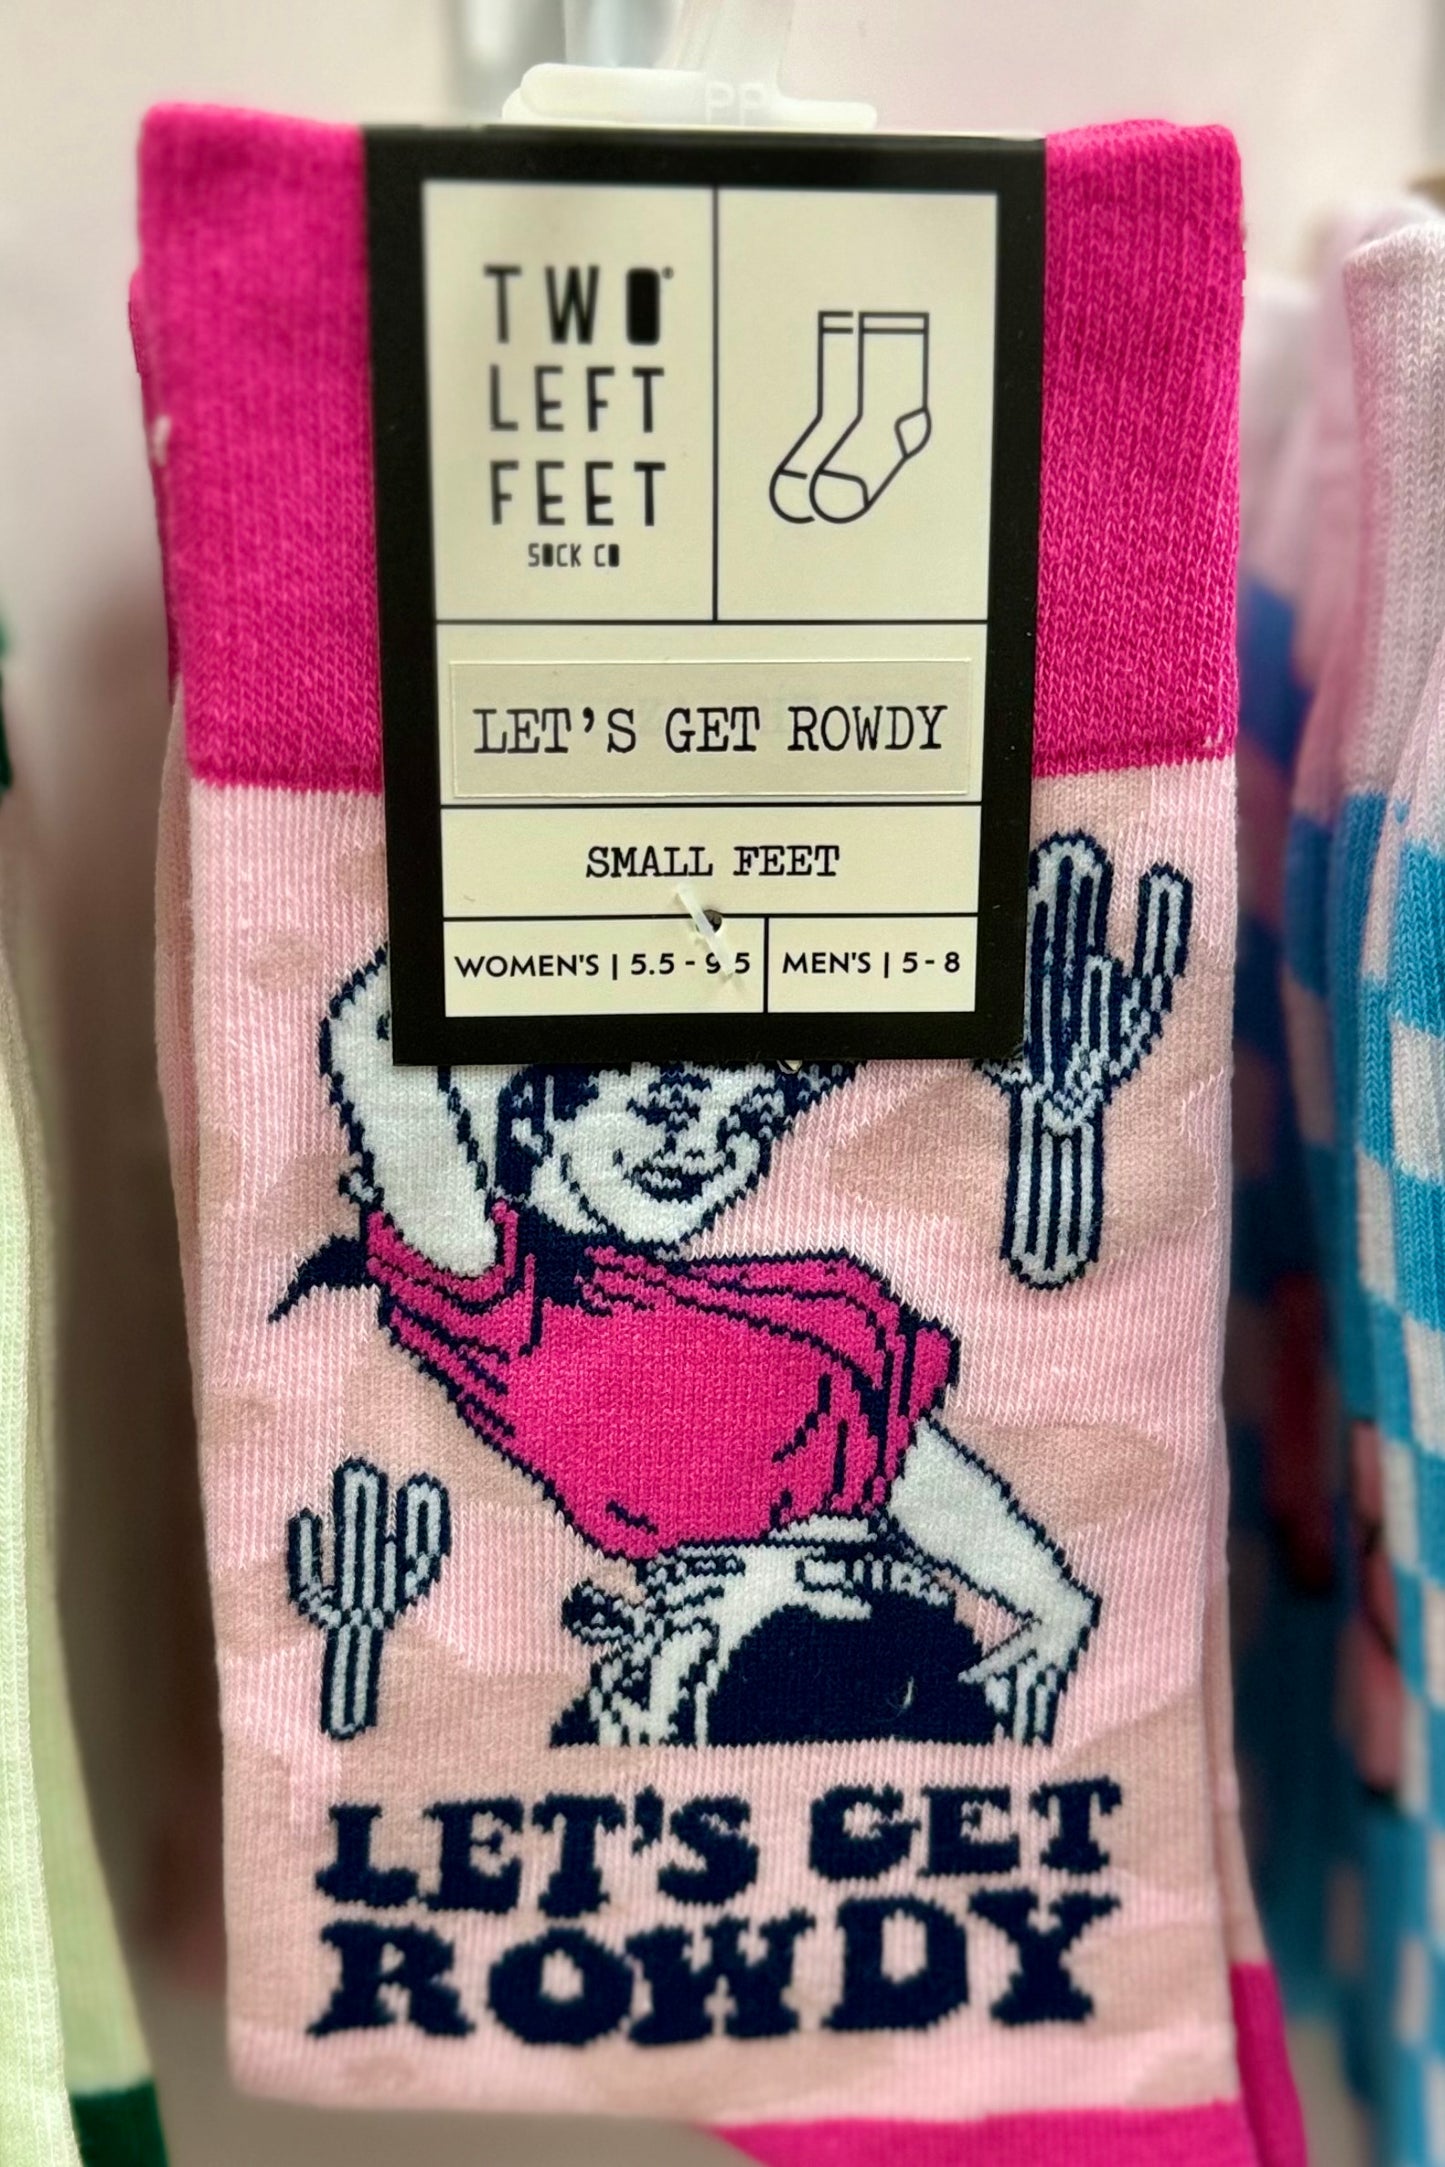 PP
TWO®
LEFT
FEET
SOCK CO
LET'S GET ROWDY
SMALL FEET
WOMEN'S | 5.5 - 9.5
MEN'S | 5 - 8
LET'S GET
ROWDY